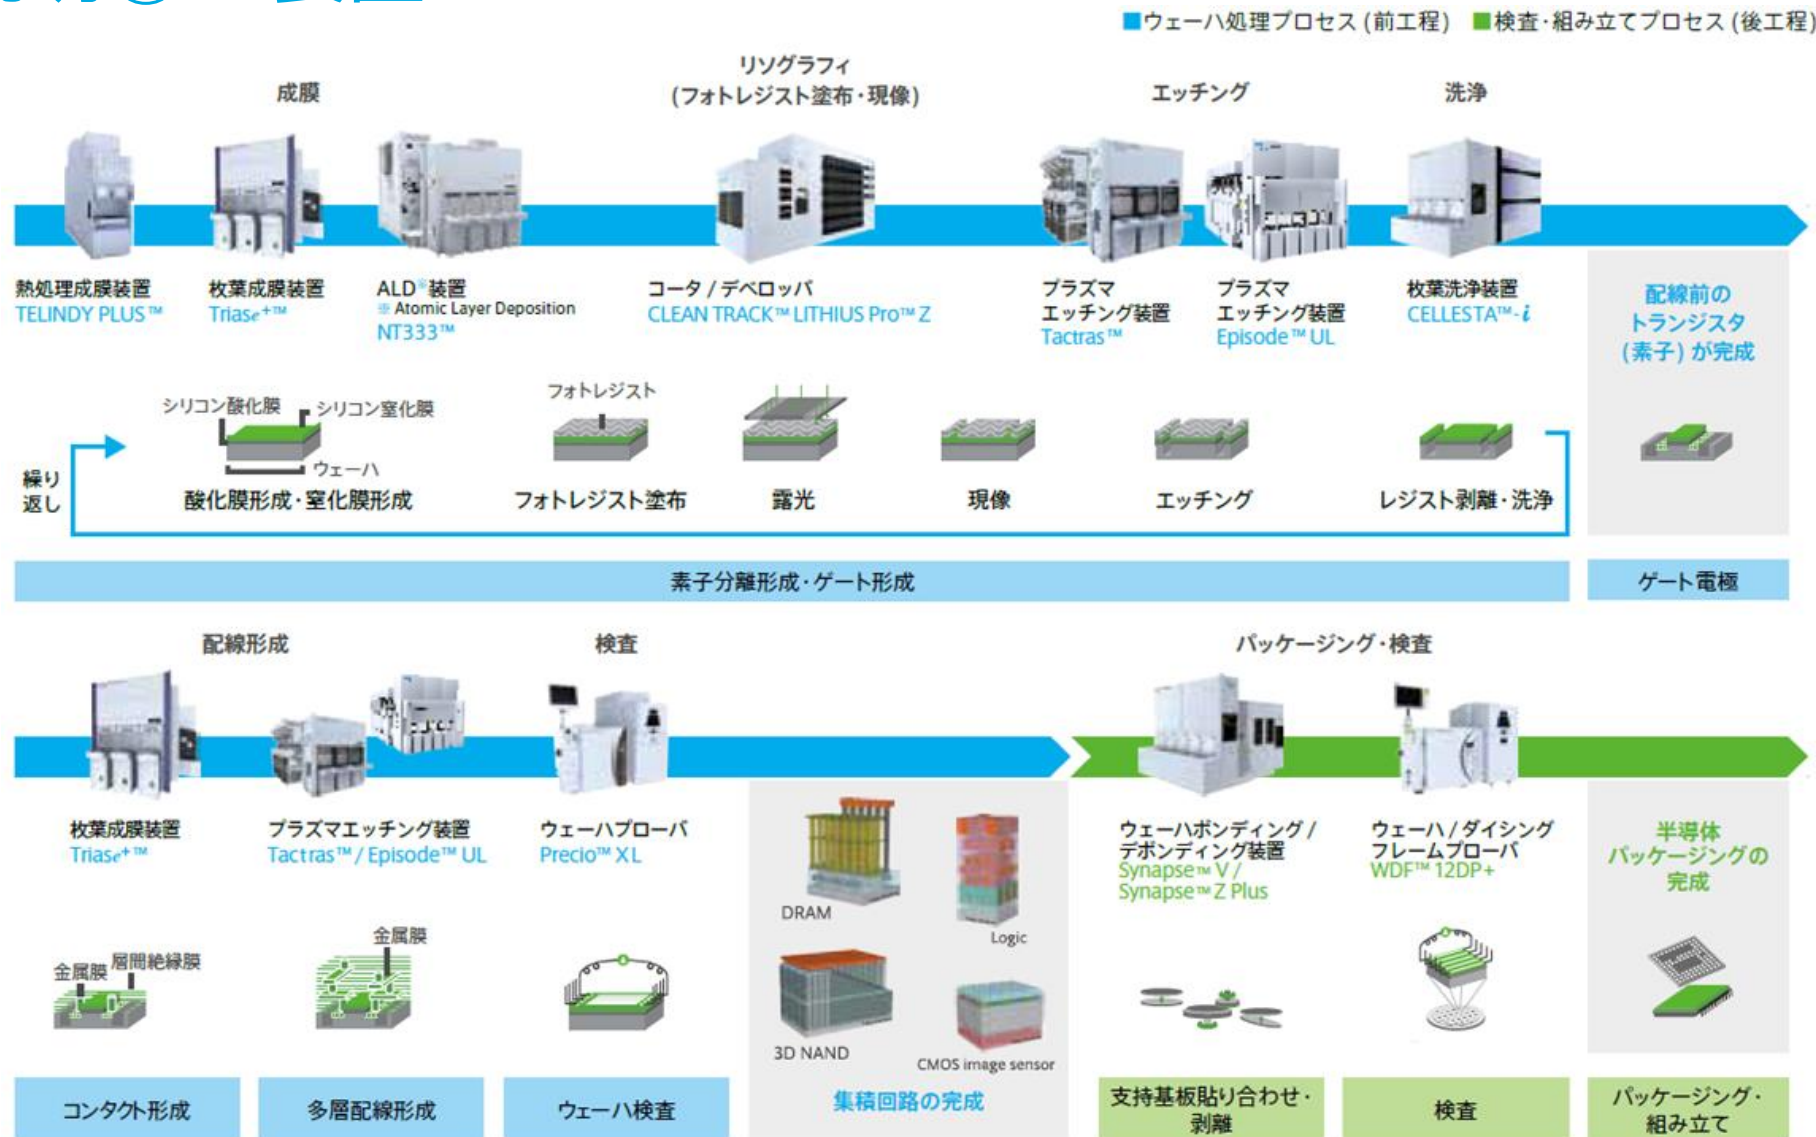 ■ウェーハ処理プロセス (前工程) ■検査・組み立てプロセス (後工程)
成膜
リソグラフィ
(フォトレジスト塗布・現像)
エッチング
洗浄
熱処理成膜装置
TELINDY PLUS™
枚葉成膜装置
Triase+™
ALD※装置
※ Atomic Layer Deposition
NT333™
コータ / デベロッパ
CLEAN TRACK™ LITHIUS Pro™ Z
プラズマ
エッチング装置
Tactras™
プラズマ
エッチング装置
Episode™ UL
枚葉洗浄装置
CELLESTA™-i
配線前の
トランジスタ
(素子) が完成
シリコン酸化膜
シリコン窒化膜
ウェーハ
フォトレジスト
繰り
返し
酸化膜形成・窒化膜形成
フォトレジスト塗布
露光
現像
エッチング
レジスト剥離・洗浄
素子分離形成・ゲート形成
ゲート電極
配線形成
検査
パッケージング・検査
枚葉成膜装置
Triase+™
プラズマエッチング装置
Tactras™ / Episode™ UL
ウェーハプローバ
Precio™ XL
DRAM
Logic
3D NAND
CMOS image sensor
集積回路の完成
ウェーハボンディング /
デボンディング装置
Synapse™ V /
Synapse™ Z Plus
ウェーハ / ダイシング
フレームプローバ
WDF™ 12DP+
半導体
パッケージングの
完成
金属膜
層間絶縁膜
金属膜
コンタクト形成
多層配線形成
ウェーハ検査
支持基板貼り合わせ・
剥離
検査
パッケージング・
組み立て